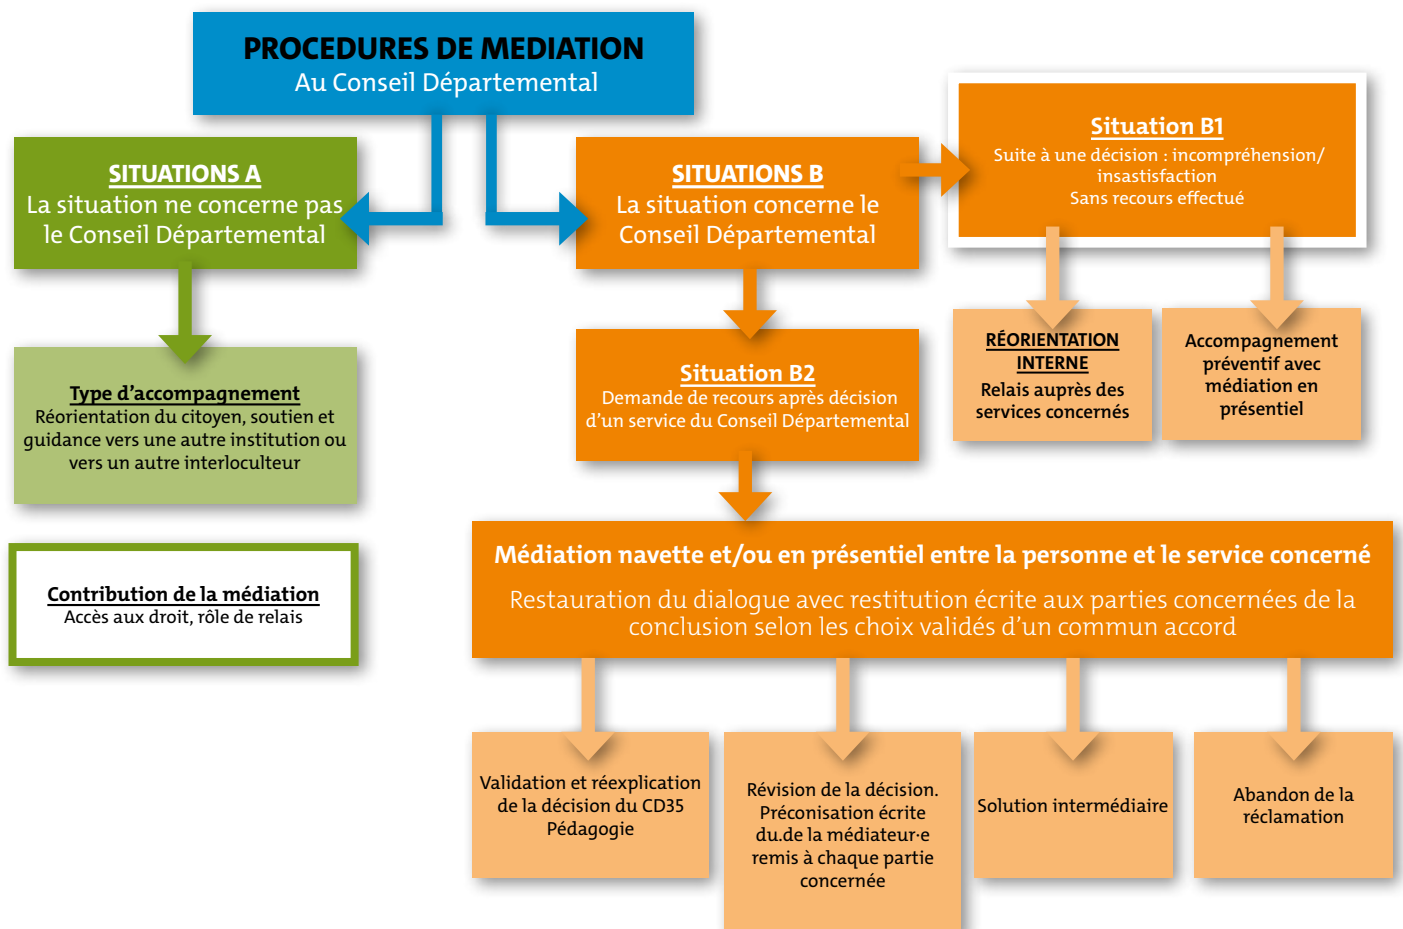 PROCEDURES DE MEDIATION
Au Conseil Départemental
SITUATIONS A
La situation ne concerne pas
le Conseil Départemental
SITUATIONS B
La situation concerne le
Conseil Départemental
Situation B1
Suite à une décision : incompréhension/
insastisfaction
Sans recours effectué
Type d'accompagnement
Réorientation du citoyen, soutien et
guidance vers une autre institution ou
vers un autre interloculteur
Situation B2
Demande de recours après décision
d'un service du Conseil Départemental
RÉORIENTATION
INTERNE
Relais auprès des
services concernés
Accompagnement
préventif avec
médiation en
présentiel
Contribution de la médiation
Accès aux droit, rôle de relais
Médiation navette et/ou en présentiel entre la personne et le service concerné
Restauration du dialogue avec restitution écrite aux parties concernées de la
conclusion selon les choix validés d'un commun accord
Validation et réexplication
de la décision du CD35
Pédagogie
Révision de la décision.
Préconisation écrite
du.de la médiateur·e
remis à chaque partie
concernée
Solution intermédiaire
Abandon de la
réclamation